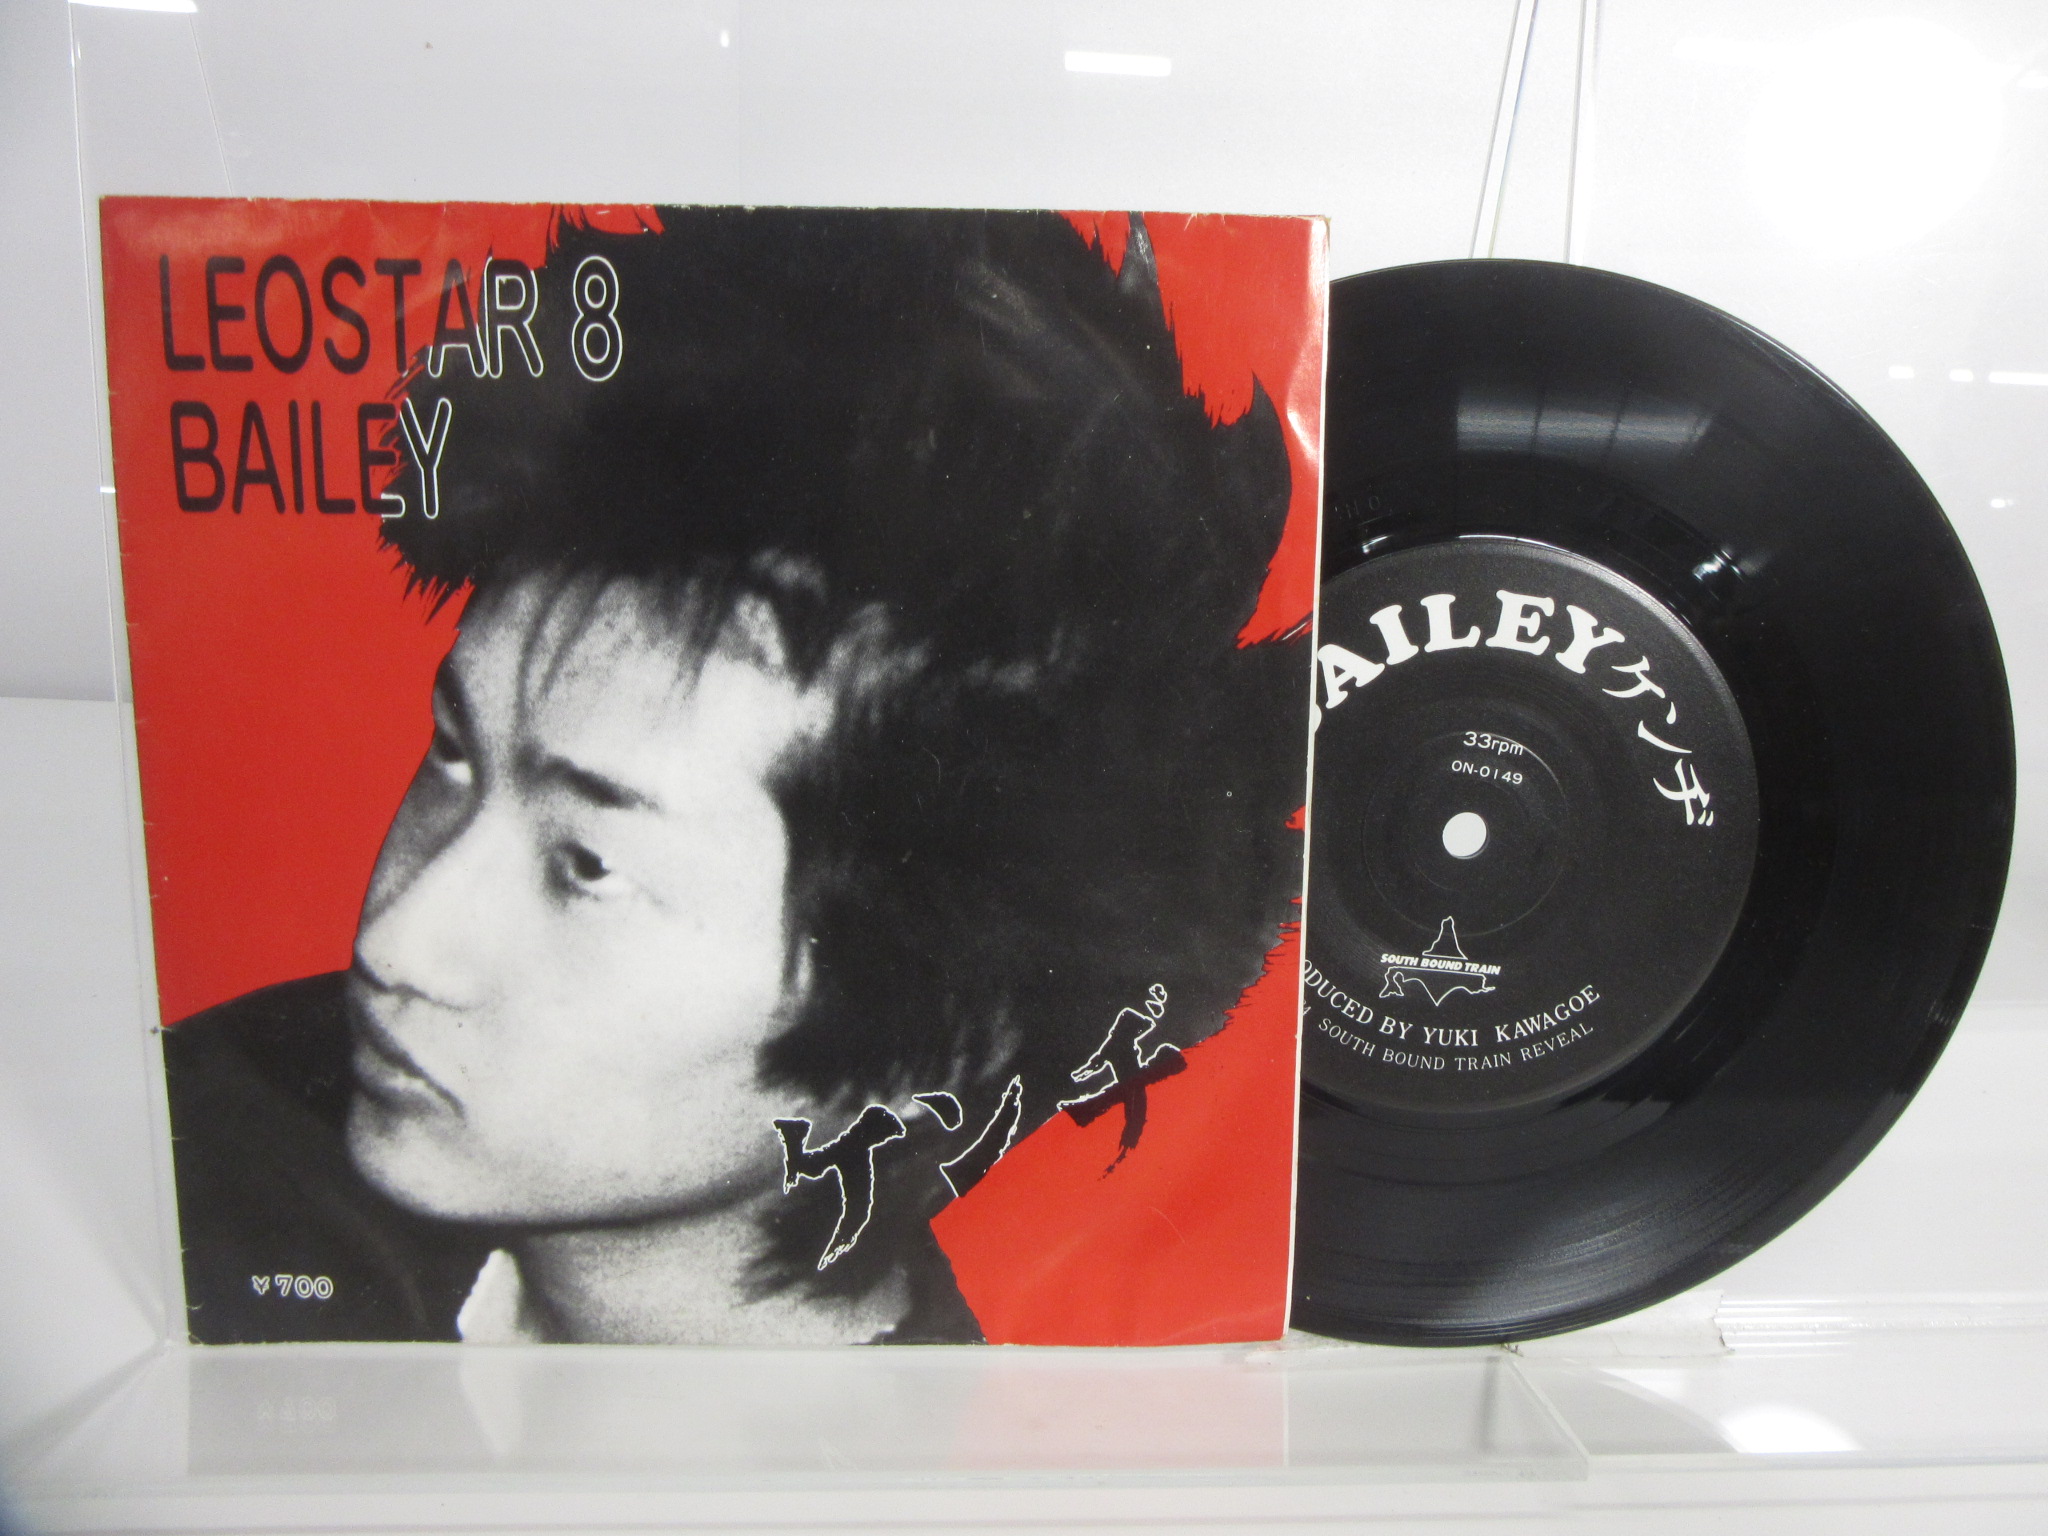 LEOSTAR 8
BAILEY
ケンヂ
¥700
BAILEYケンヂ
33rpm
ON-0149
SOUTH BOUND TRAIN
BY YUKI KAWAGOE
SOUTH BOUND TRAIN REVEAL